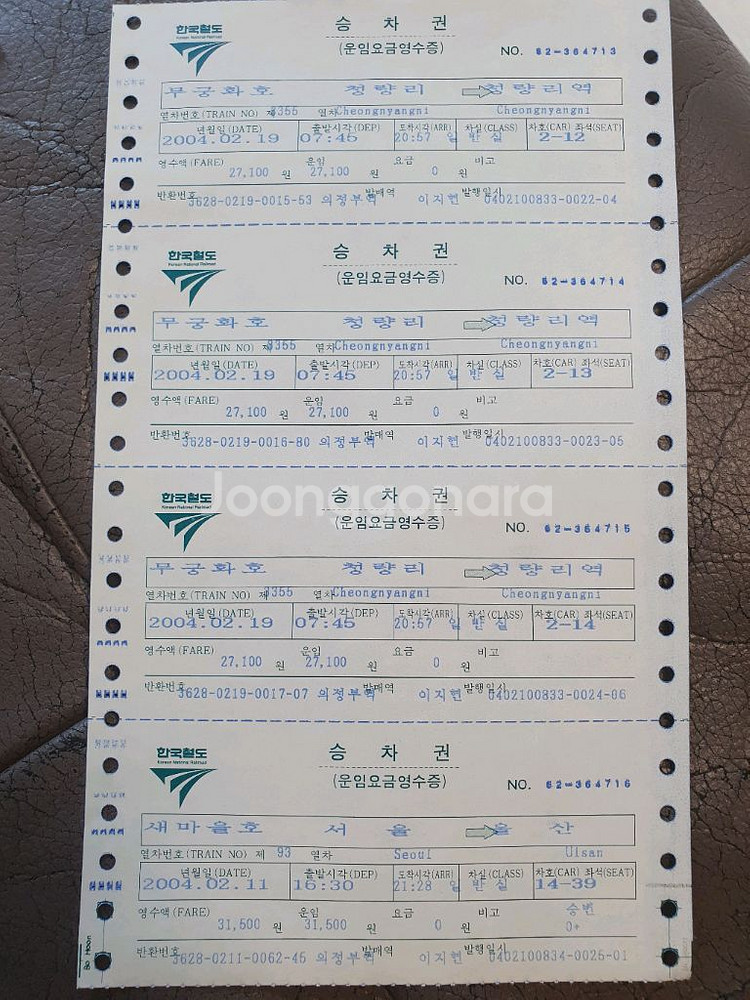 한국철도 승 차 권
Korean National Railroad (운임요금영수증) NO. 62-364713
무궁화호 청량리 청량리역
열차번호(TRAIN NO) 제 3355 열차 Cheongnyangni Cheongnyangni
년월일(DATE) 출발시각(DEP) 도착시각(ARR) 차실(CLASS) 차호(CAR) 좌석(SEAT)
2004.02.19 07:45 20:57 일반실 2-12
영수액(FARE) 운임 요금 비고
27,100 원 27,100 원 0 원
반환번호 발매역 발행일시
3628-0219-0015-53 의정부역 이지현 0402100833-0022-04
한국철도 승 차 권
Korean National Railroad (운임요금영수증) NO. 62-364714
무궁화호 청량리 청량리역
열차번호(TRAIN NO) 제 3355 열차 Cheongnyangni Cheongnyangni
년월일(DATE) 출발시각(DEP) 도착시각(ARR) 차실(CLASS) 차호(CAR) 좌석(SEAT)
2004.02.19 07:45 20:57 일반실 2-13
영수액(FARE) 운임 요금 비고
27,100 원 27,100 원 0 원
반환번호 발매역 발행일시
3628-0219-0016-80 의정부역 이지현 0402100833-0023-05
joonggonara
한국철도 승 차 권
Korean National Railroad (운임요금영수증) NO. 62-364715
무궁화호 청량리 청량리역
열차번호(TRAIN NO) 제 3355 열차 Cheongnyangni Cheongnyangni
년월일(DATE) 출발시각(DEP) 도착시각(ARR) 차실(CLASS) 차호(CAR) 좌석(SEAT)
2004.02.19 07:45 20:57 일반실 2-14
영수액(FARE) 운임 요금 비고
27,100 원 27,100 원 0 원
반환번호 발매역 발행일시
3628-0219-0017-07 의정부역 이지현 0402100833-0024-06
한국철도 승 차 권
Korean National Railroad (운임요금영수증) NO. 62-364716
새마을호 서 울 울 산
열차번호(TRAIN NO) 제 93 열차 Seoul Ulsan
년월일(DATE) 출발시각(DEP) 도착시각(ARR) 차실(CLASS) 차호(CAR) 좌석(SEAT)
2004.02.11 16:30 21:28 일반실 14-39
영수액(FARE) 운임 요금 비고 승변
31,500 원 31,500 원 0 원 0+
반환번호 발매역 발행일시
3628-0211-0062-45 의정부역 이지현 0402100834-0025-01